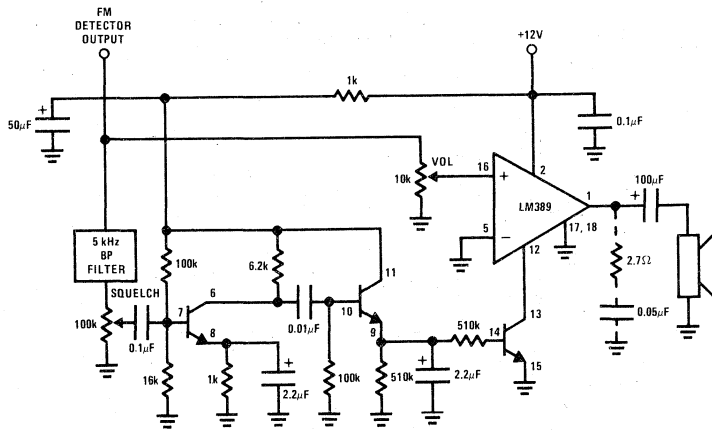 FM
DETECTOR
OUTPUT
+12V
1k
+
50μF
0.1μF
VOL
10k
16
+
2
LM389
1
+
100μF
5
−
17, 18
12
2.7Ω
0.05μF
5 kHz
BP
FILTER
100k
6.2k
11
SQUELCH
6
100k
7
0.01μF
10
13
0.1μF
8
9
510k
14
+
+
15
16k
1k
2.2μF
100k
510k
2.2μF